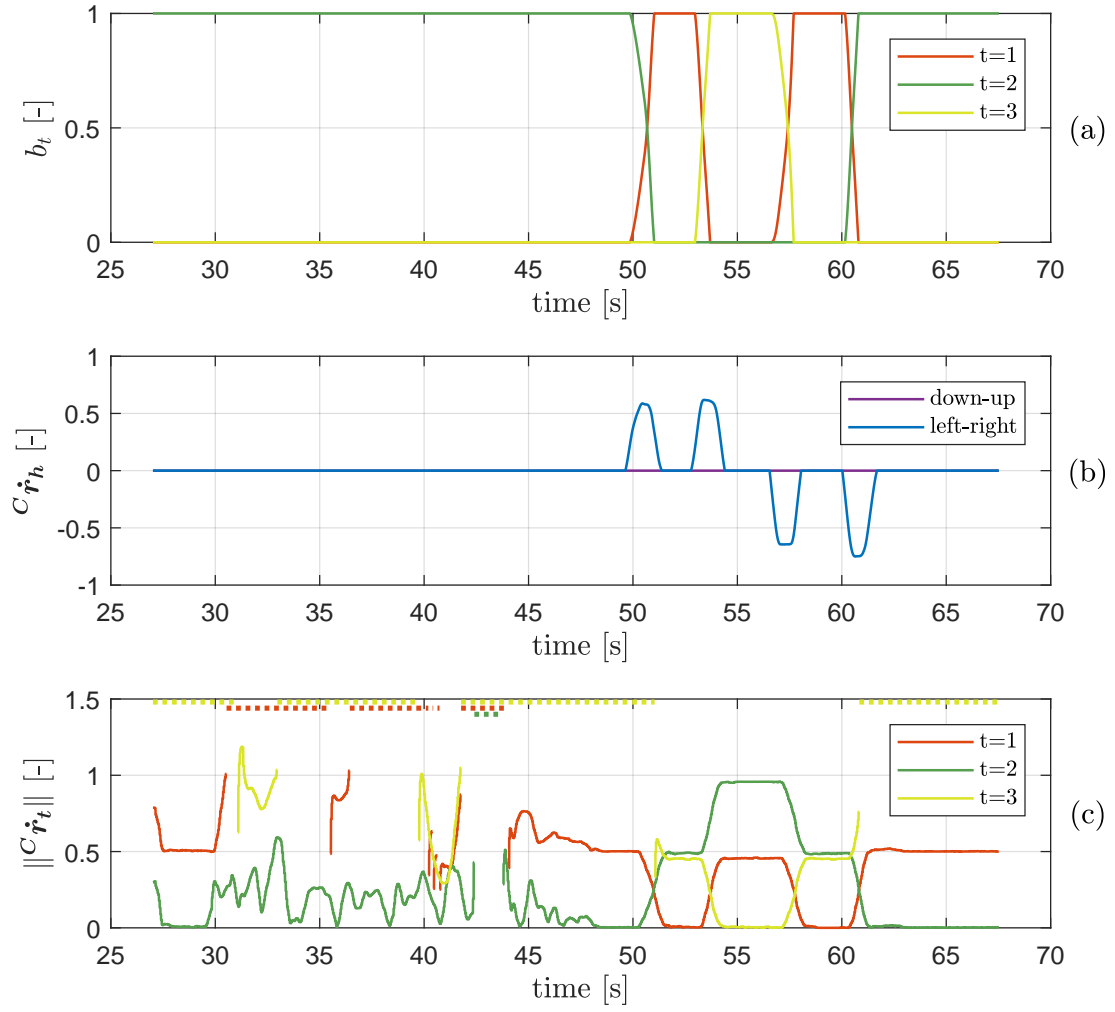 1
0.5
0
b_t [-]
t=1
t=2
t=3
(a)
25 30 35 40 45 50 55 60 65 70
time [s]
1
0.5
0
-0.5
-1
^C ṙ_h [-]
down-up
left-right
(b)
25 30 35 40 45 50 55 60 65 70
time [s]
1.5
1
0.5
0
||^C ṙ_t|| [-]
t=1
t=2
t=3
(c)
25 30 35 40 45 50 55 60 65 70
time [s]